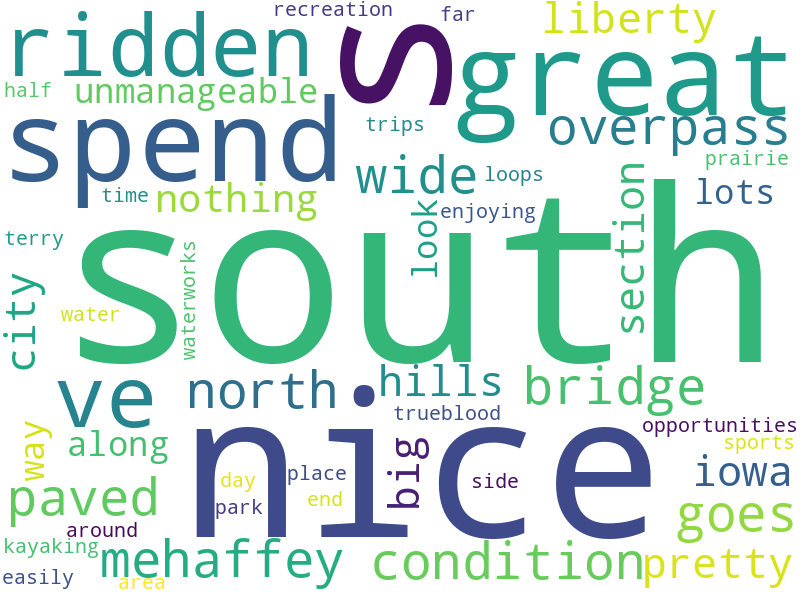 recreation
far
liberty
ridden
s
great
half
unmanageable
spend
trips
overpass
prairie
wide
loops
section
lots
time
nothing
look
enjoying
south
terry
city
waterworks
water
ve
north
hills
bridge
trueblood
nice
opportunities
sports
way
along
big
day
place
side
iowa
paved
park
end
goes
around
kayaking
mehaffey
condition
pretty
easily
area